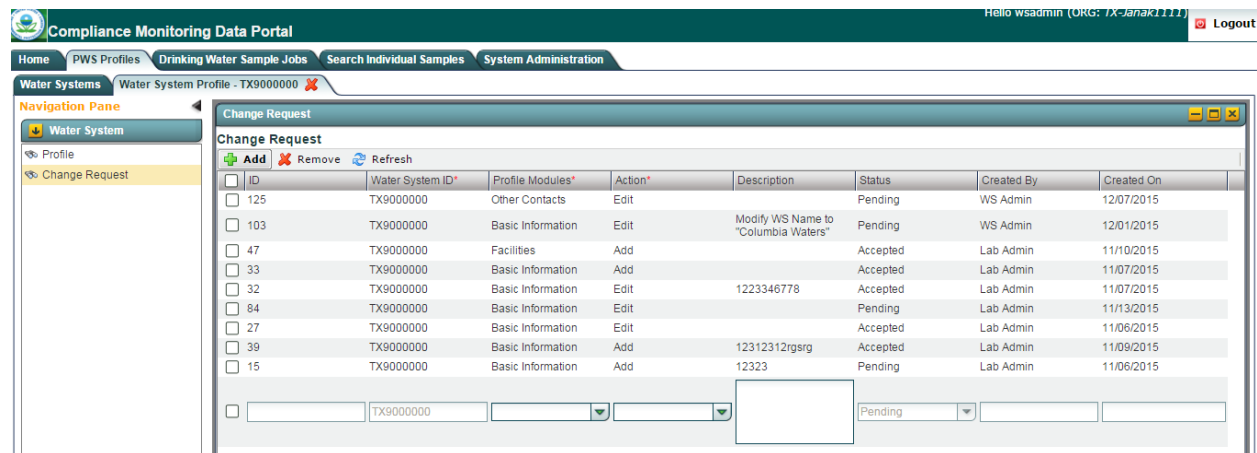 Hello wsadmin (ORG: TX-Janak1111)
Logout
Compliance Monitoring Data Portal
Home PWS Profiles Drinking Water Sample Jobs Search Individual Samples System Administration
Water Systems Water System Profile - TX9000000
Navigation Pane
Water System
Profile
Change Request
Change Request
Change Request
Add Remove Refresh
ID Water System ID* Profile Modules* Action* Description Status Created By Created On
125 TX9000000 Other Contacts Edit Pending WS Admin 12/07/2015
103 TX9000000 Basic Information Edit Modify WS Name to "Columbia Waters" Pending WS Admin 12/01/2015
47 TX9000000 Facilities Add Accepted Lab Admin 11/10/2015
33 TX9000000 Basic Information Add Accepted Lab Admin 11/07/2015
32 TX9000000 Basic Information Edit 1223346778 Accepted Lab Admin 11/07/2015
84 TX9000000 Basic Information Edit Pending Lab Admin 11/13/2015
27 TX9000000 Basic Information Edit Accepted Lab Admin 11/06/2015
39 TX9000000 Basic Information Add 12312312rgsrg Accepted Lab Admin 11/09/2015
15 TX9000000 Basic Information Add 12323 Pending Lab Admin 11/06/2015
TX9000000 Pending